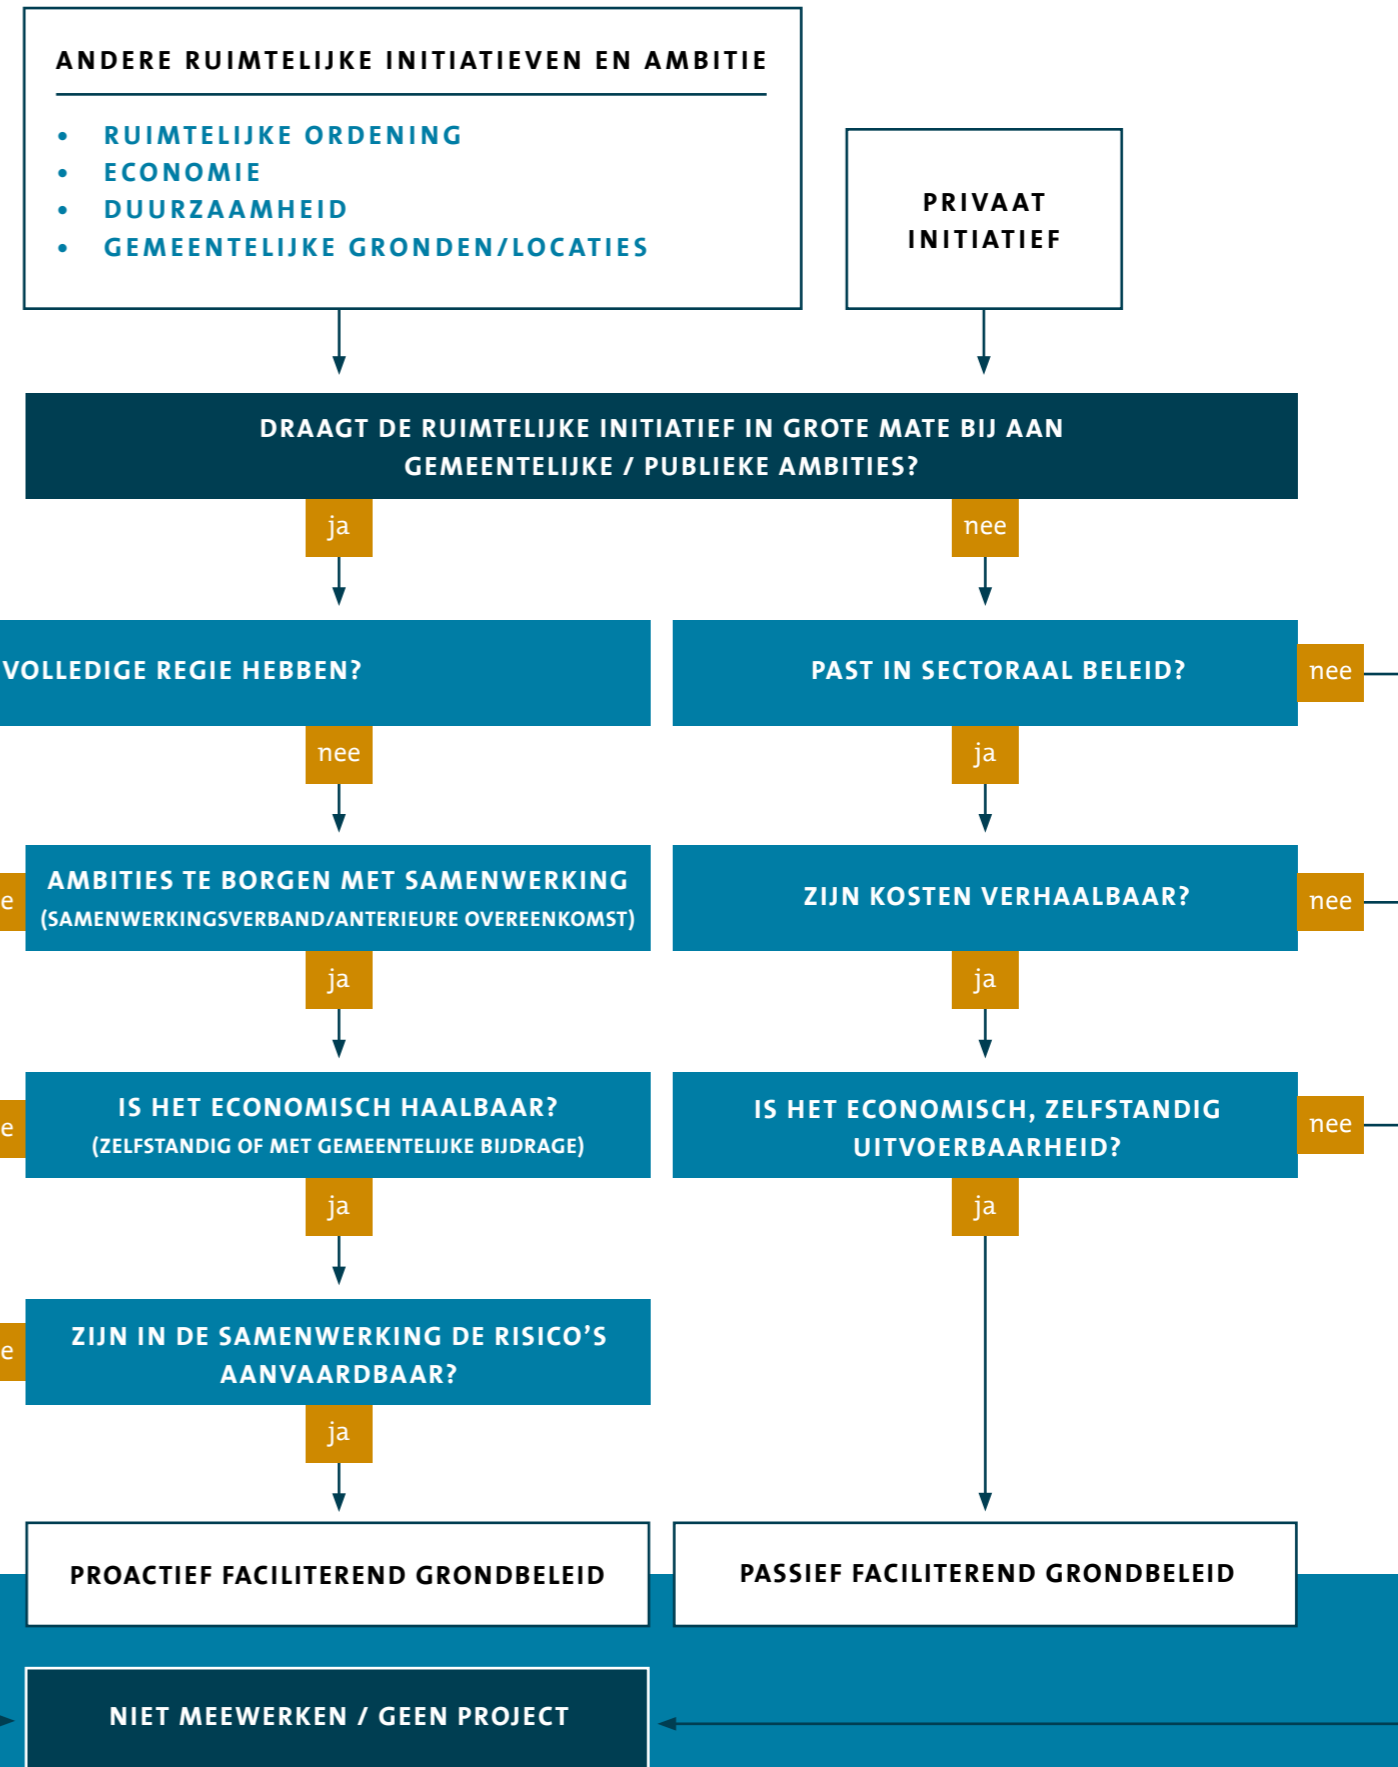 ANDERE RUIMTELIJKE INITIATIEVEN EN AMBITIE
• RUIMTELIJKE ORDENING
• ECONOMIE
• DUURZAAMHEID
• GEMEENTELIJKE GRONDEN/LOCATIES
PRIVAAT
INITIATIEF
DRAAGT DE RUIMTELIJKE INITIATIEF IN GROTE MATE BIJ AAN
GEMEENTELIJKE / PUBLIEKE AMBITIES?
ja
nee
VOLLEDIGE REGIE HEBBEN?
PAST IN SECTORAAL BELEID?
nee
nee
ja
e
AMBITIES TE BORGEN MET SAMENWERKING
(SAMENWERKINGSVERBAND/ANTERIEURE OVEREENKOMST)
ZIJN KOSTEN VERHAALBAAR?
nee
ja
ja
e
IS HET ECONOMISCH HAALBAAR?
(ZELFSTANDIG OF MET GEMEENTELIJKE BIJDRAGE)
IS HET ECONOMISCH, ZELFSTANDIG
UITVOERBAARHEID?
nee
ja
ja
e
ZIJN IN DE SAMENWERKING DE RISICO'S
AANVAARDBAAR?
ja
PROACTIEF FACILITEREND GRONDBELEID
PASSIEF FACILITEREND GRONDBELEID
NIET MEEWERKEN / GEEN PROJECT